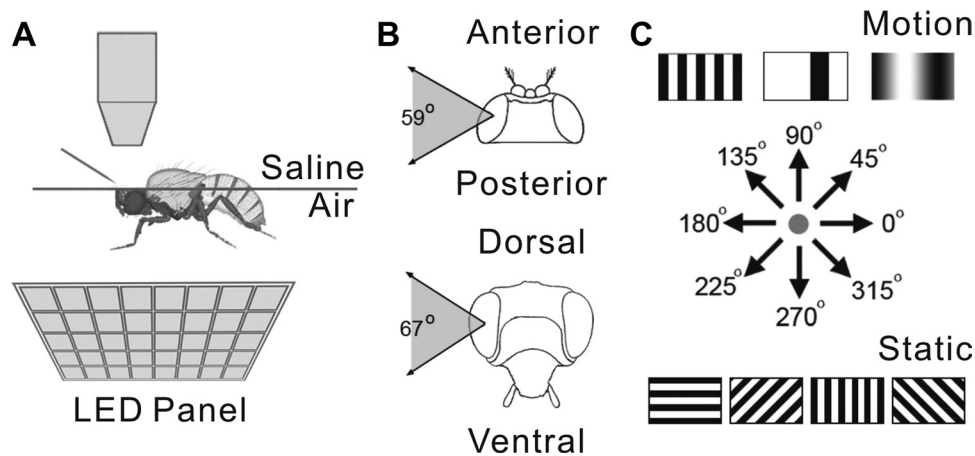 A
Saline
Air
LED Panel
B
Anterior
59°
Posterior
Dorsal
67°
Ventral
C
Motion
90°
135°
45°
180°
0°
225°
315°
270°
Static